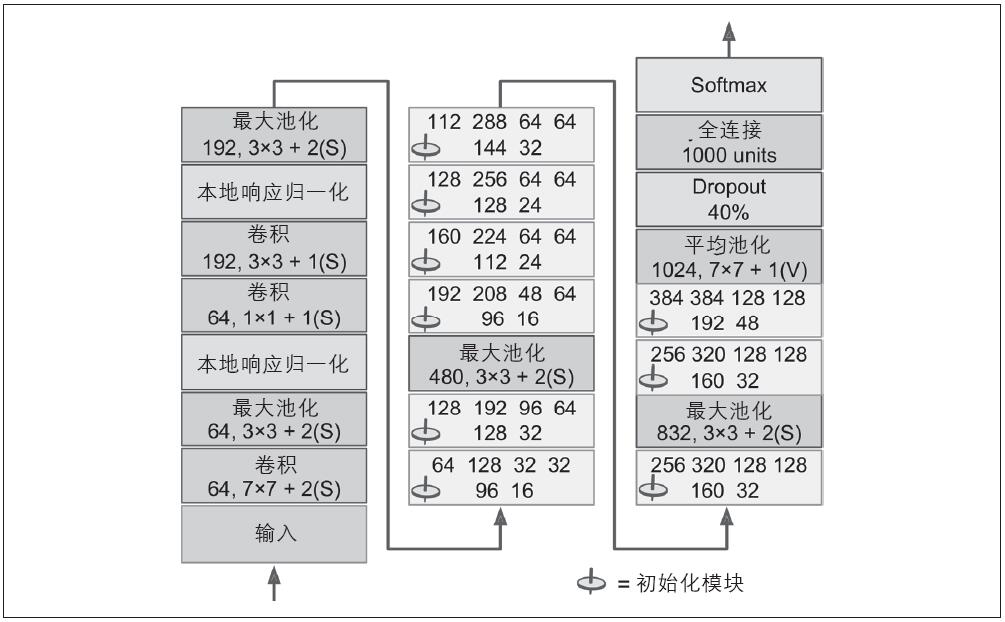 最大池化
192, 3×3 + 2(S)
本地响应归一化
卷积
192, 3×3 + 1(S)
卷积
64, 1×1 + 1(S)
本地响应归一化
最大池化
64, 3×3 + 2(S)
卷积
64, 7×7 + 2(S)
输入
112 288 64 64
144 32
128 256 64 64
128 24
160 224 64 64
112 24
192 208 48 64
96 16
最大池化
480, 3×3 + 2(S)
128 192 96 64
128 32
64 128 32 32
96 16
Softmax
全连接
1000 units
Dropout
40%
平均池化
1024, 7×7 + 1(V)
384 384 128 128
192 48
256 320 128 128
160 32
最大池化
832, 3×3 + 2(S)
256 320 128 128
160 32
= 初始化模块